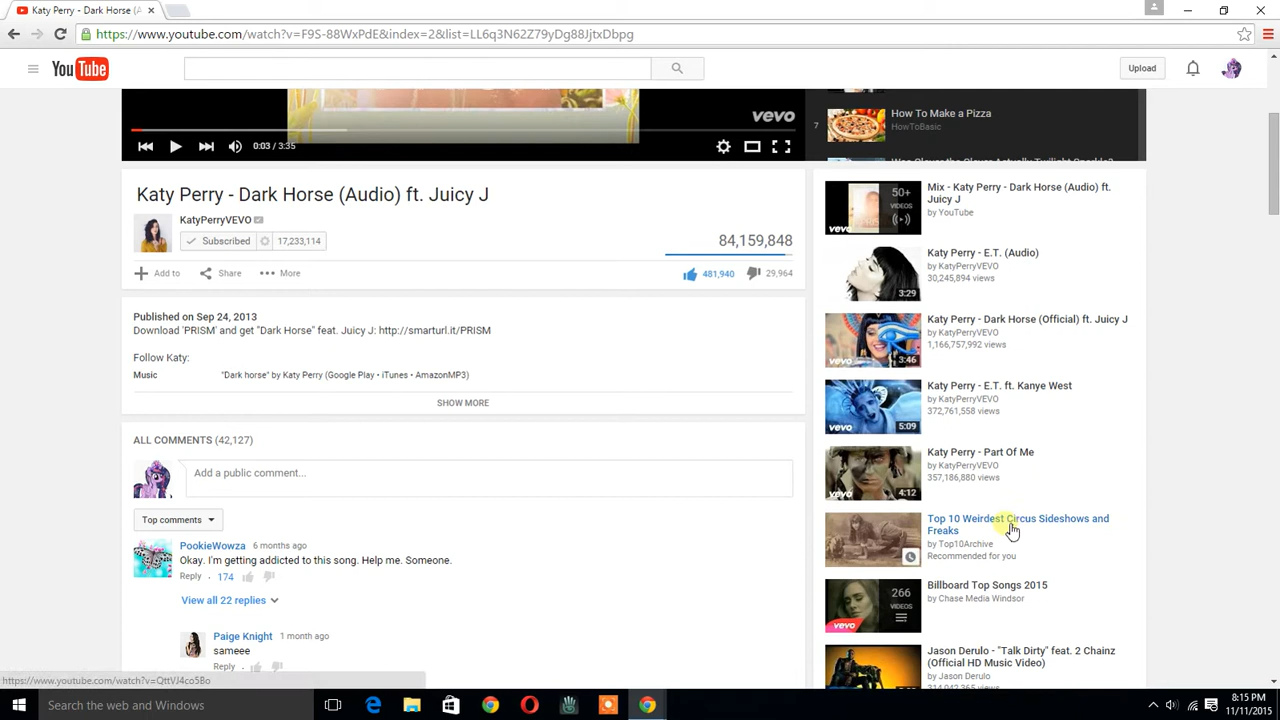 Katy Perry - Dark Horse (A
https://www.youtube.com/watch?v=F9S-88WxPdE&index=2&list=LL6q3N62Z79yDg88JjtxDbpg
YouTube
Upload
vevo
0:03 / 3:35
How To Make a Pizza
7
HowToBasic
Katy Perry - Dark Horse (Audio) ft. Juicy J
KatyPerryVEVO
Subscribed
17,233,114
84,159,848
Add to
Share
More
481,940
29,964
Published on Sep 24, 2013
Download 'PRISM' and get "Dark Horse" feat. Juicy J: http://smarturl.it/PRISM
Follow Katy:
Music
"Dark horse" by Katy Perry (Google Play • iTunes • AmazonMP3)
SHOW MORE
ALL COMMENTS (42,127)
Add a public comment...
Top comments
PookieWowza 6 months ago
Okay. I'm getting addicted to this song. Help me. Someone.
Reply · 174
View all 22 replies
Paige Knight 1 month ago
sameee
Reply
50+
VIDEOS
vevo
Mix - Katy Perry - Dark Horse (Audio) ft.
Juicy J
by YouTube
3:29
Katy Perry - E.T. (Audio)
by KatyPerryVEVO
30,245,894 views
3:46
Katy Perry - Dark Horse (Official) ft. Juicy J
by KatyPerryVEVO
1,166,757,992 views
vevo
5:09
Katy Perry - E.T. ft. Kanye West
by KatyPerryVEVO
372,761,558 views
vevo
4:12
Katy Perry - Part Of Me
by KatyPerryVEVO
357,186,880 views
Top 10 Weirdest Circus Sideshows and
Freaks
by Top10Archive
Recommended for you
266
VIDEOS
vevo
Billboard Top Songs 2015
by Chase Media Windsor
Jason Derulo - "Talk Dirty" feat. 2 Chainz
(Official HD Music Video)
by Jason Derulo
https://www.youtube.com/watch?v=QttVJ4co5Bo
Search the web and Windows
8:15 PM
11/11/2015